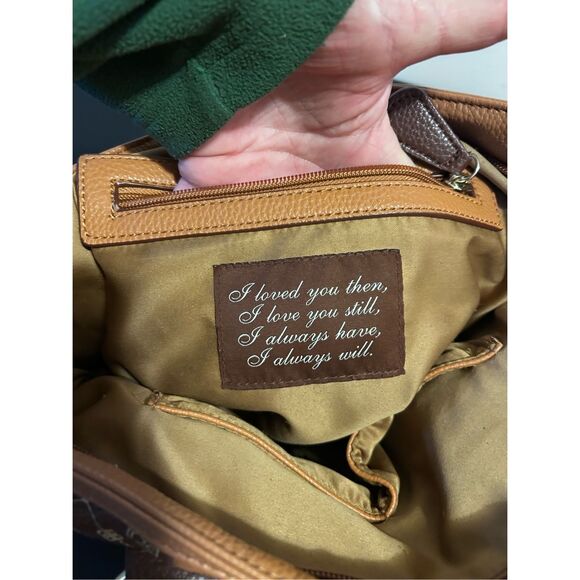 I loved you then,
I love you still,
I always have,
I always will.